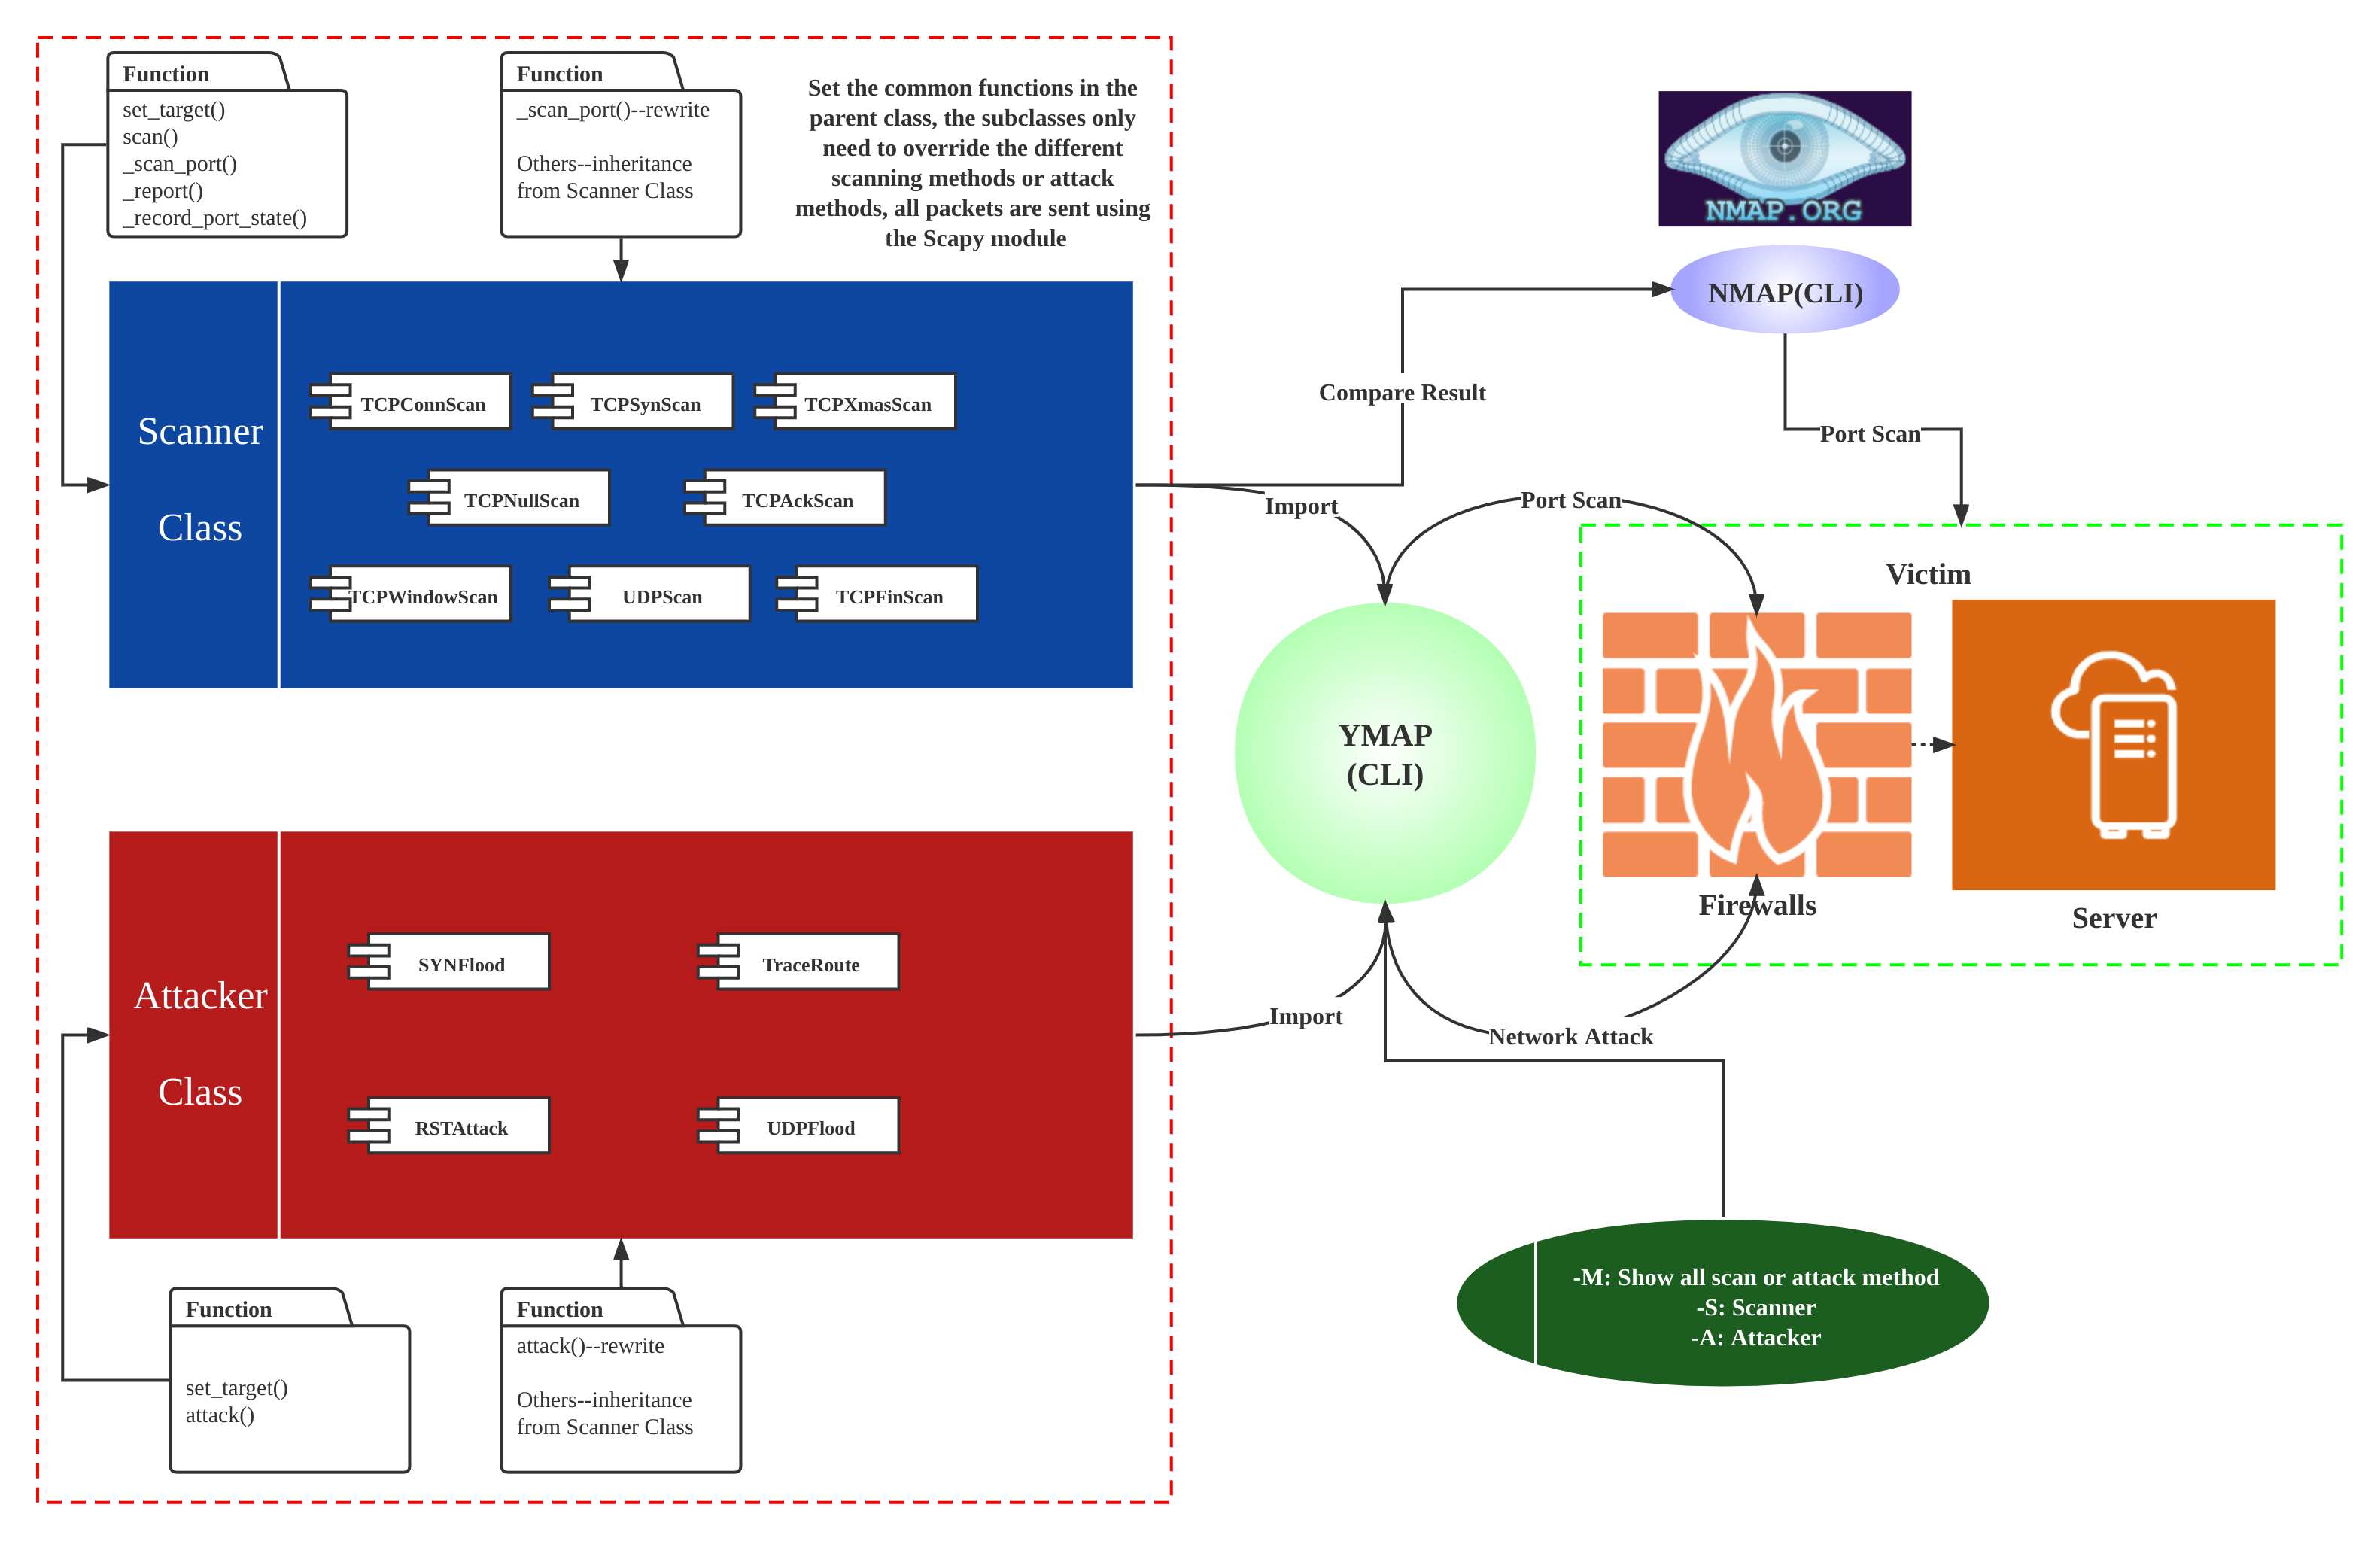 Function
set_target()
scan()
_scan_port()
_report()
_record_port_state()
Function
_scan_port()--rewrite
Others--inheritance
from Scanner Class
Set the common functions in the
parent class, the subclasses only
need to override the different
scanning methods or attack
methods, all packets are sent using
the Scapy module
Scanner
Class
TCPConnScan
TCPSynScan
TCPXmasScan
TCPNullScan
TCPAckScan
TCPWindowScan
UDPScan
TCPFinScan
Attacker
Class
SYNFlood
TraceRoute
RSTAttack
UDPFlood
Function
set_target()
attack()
Function
attack()--rewrite
Others--inheritance
from Scanner Class
NMAP.ORG
NMAP(CLI)
Compare Result
Port Scan
Import
Port Scan
Victim
YMAP
(CLI)
Firewalls
Server
Import
Network Attack
-M: Show all scan or attack method
-S: Scanner
-A: Attacker